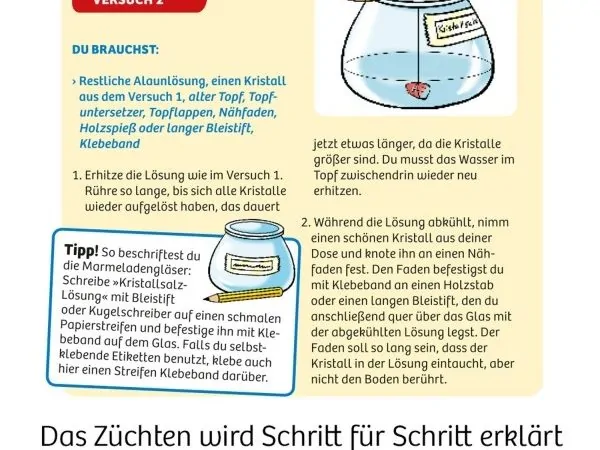 VERSUCH 2
DU BRAUCHST:
› Restliche Alaunlösung, einen Kristall
aus dem Versuch 1, alter Topf, Topf-
untersetzer, Topflappen, Nähfaden,
Holzspieß oder langer Bleistift,
Klebeband
1. Erhitze die Lösung wie im Versuch 1.
Rühre so lange, bis sich alle Kristalle
wieder aufgelöst haben, das dauert
Tipp! So beschriftest du
die Marmeladengläser:
Schreibe »Kristallsalz-
Lösung« mit Bleistift
oder Kugelschreiber auf einen schmalen
Papierstreifen und befestige ihn mit Kle-
beband auf dem Glas. Falls du selbst-
klebende Etiketten benutzt, klebe auch
hier einen Streifen Klebeband darüber.
jetzt etwas länger, da die Kristalle
größer sind. Du musst das Wasser im
Topf zwischendrin wieder neu
erhitzen.
2. Während die Lösung abkühlt, nimm
einen schönen Kristall aus deiner
Dose und knote ihn an einen Näh-
faden fest. Den Faden befestigst du
mit Klebeband an einen Holzstab
oder einen langen Bleistift, den du
anschließend quer über das Glas mit
der abgekühlten Lösung legst. Der
Faden soll so lang sein, dass der
Kristall in der Lösung eintaucht, aber
nicht den Boden berührt.
Das Züchten wird Schritt für Schritt erklärt